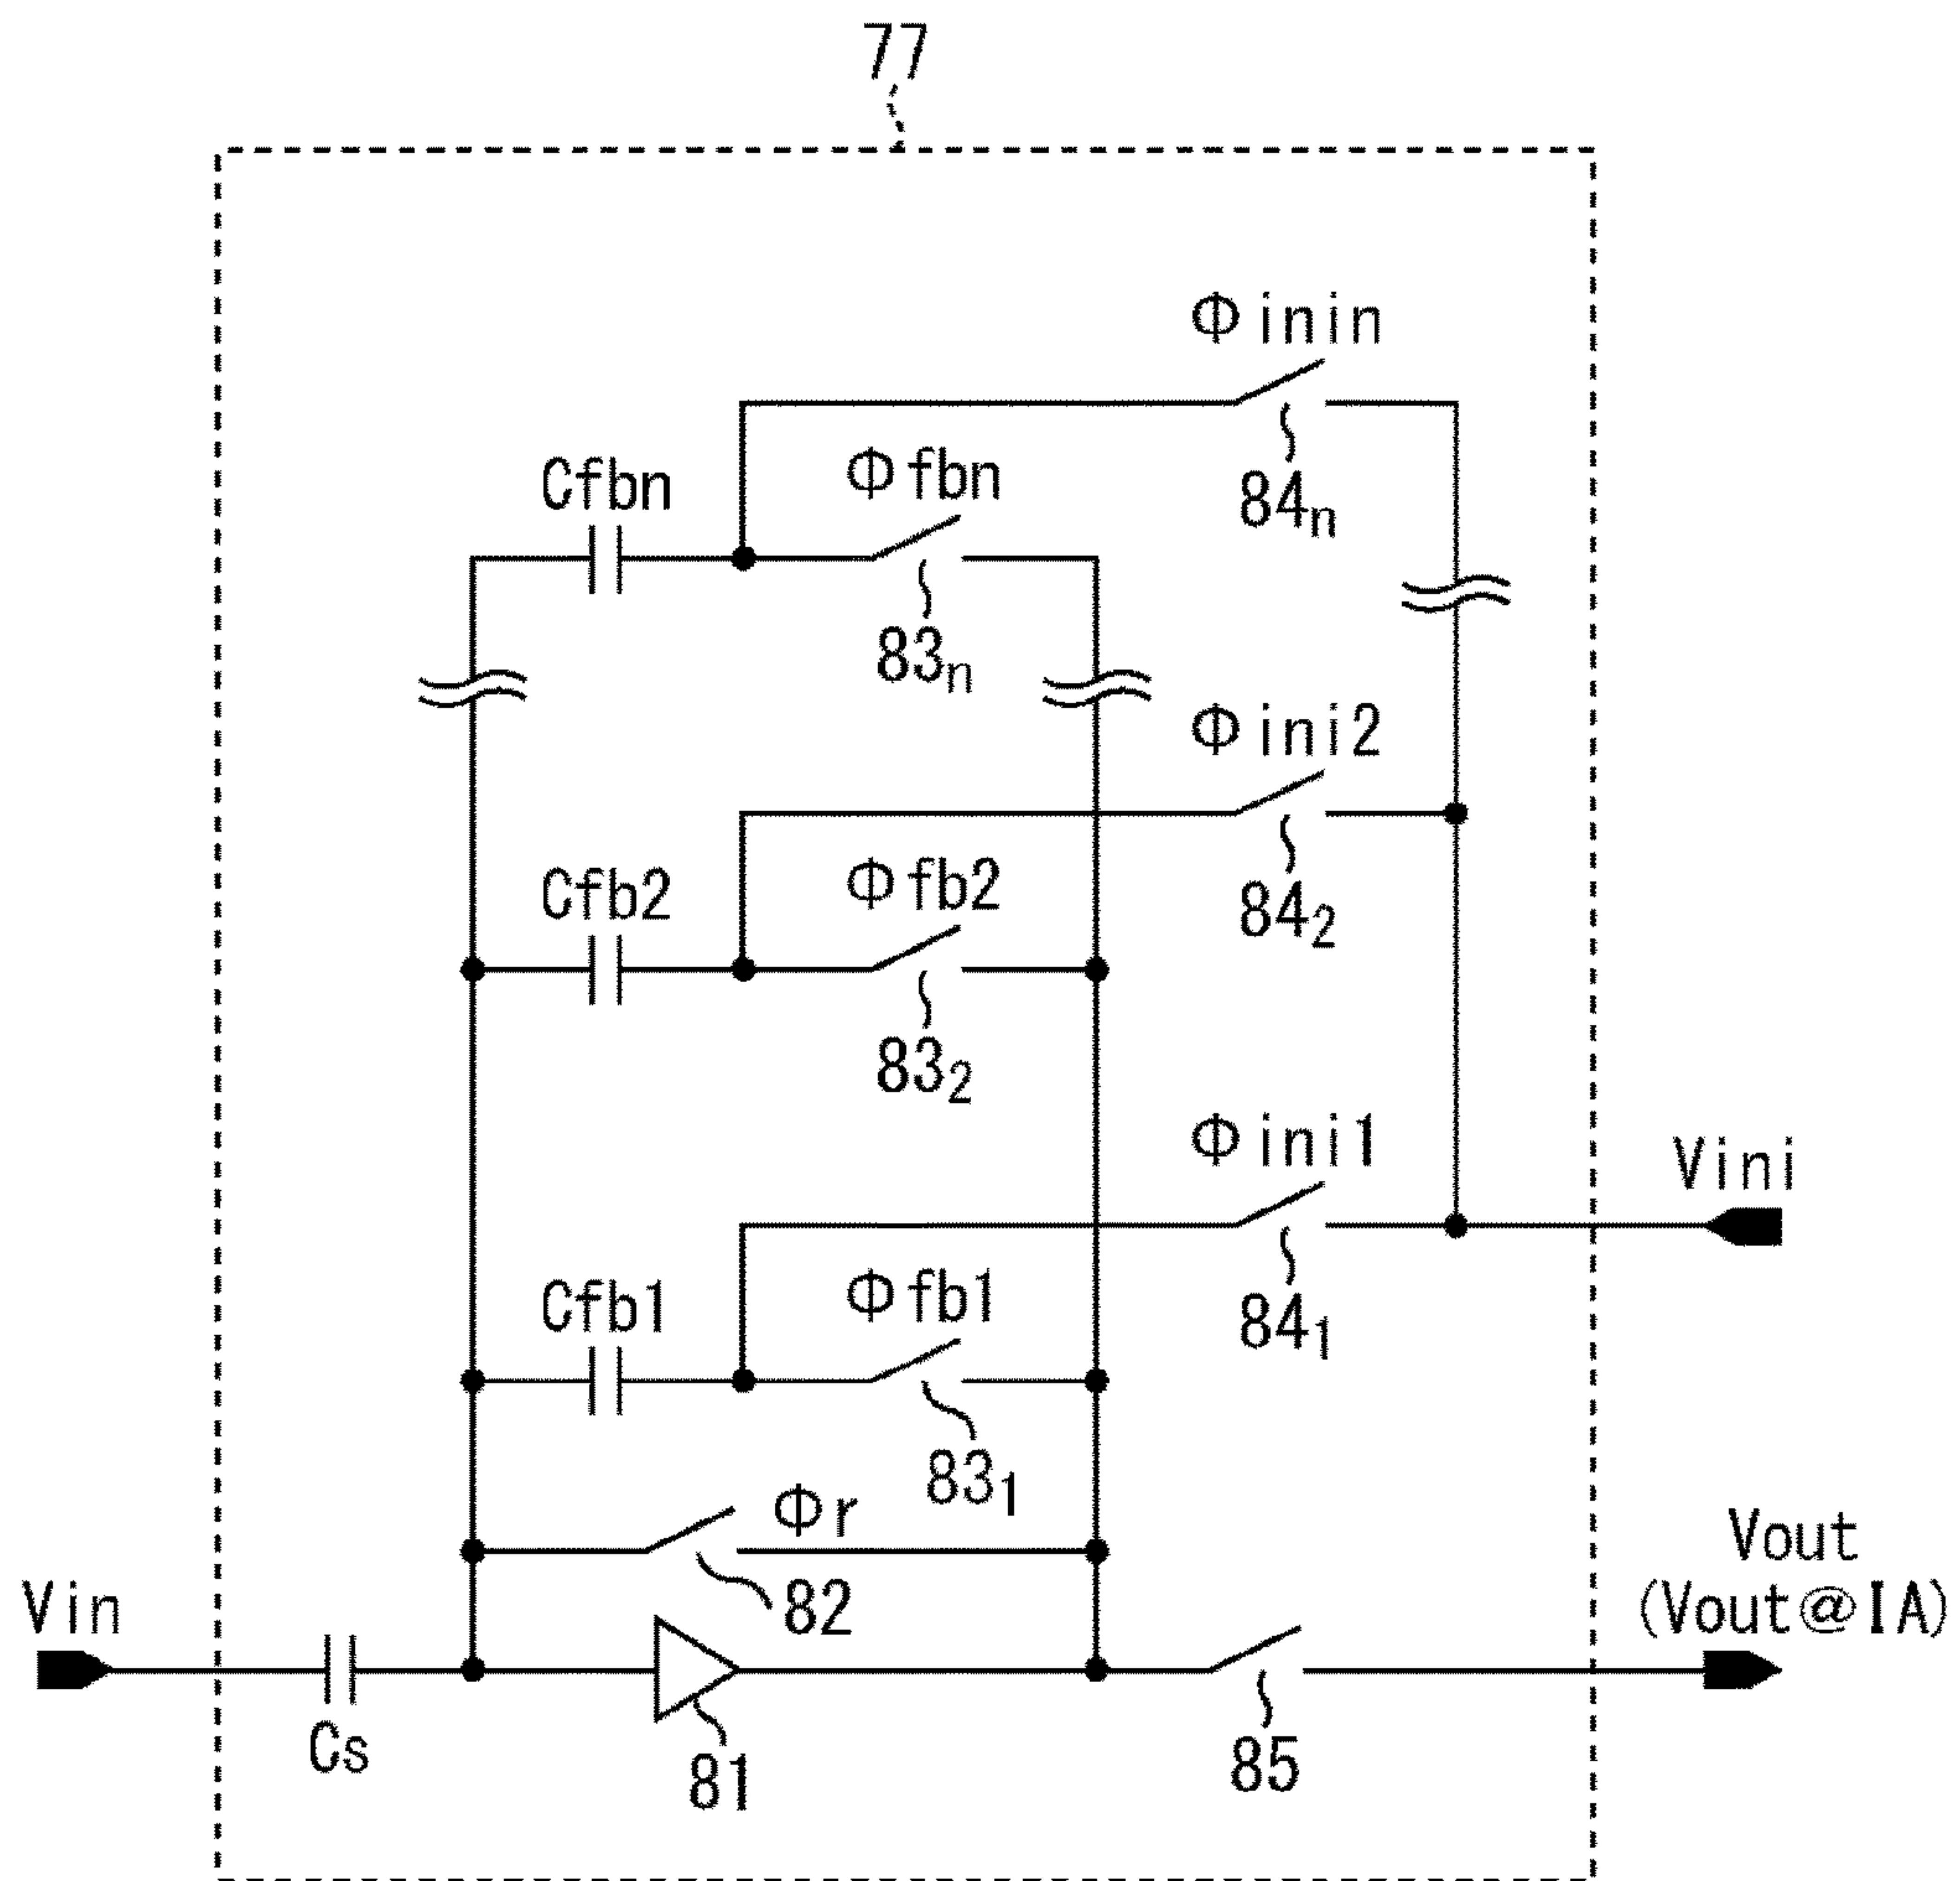 77
Φinin
84n
Cfbn
Φfbn
83n
Φini2
842
Cfb2
Φfb2
832
Φini1
841
Vini
Cfb1
Φfb1
831
Φr
82
Vin
Cs
81
85
Vout
(Vout@IA)